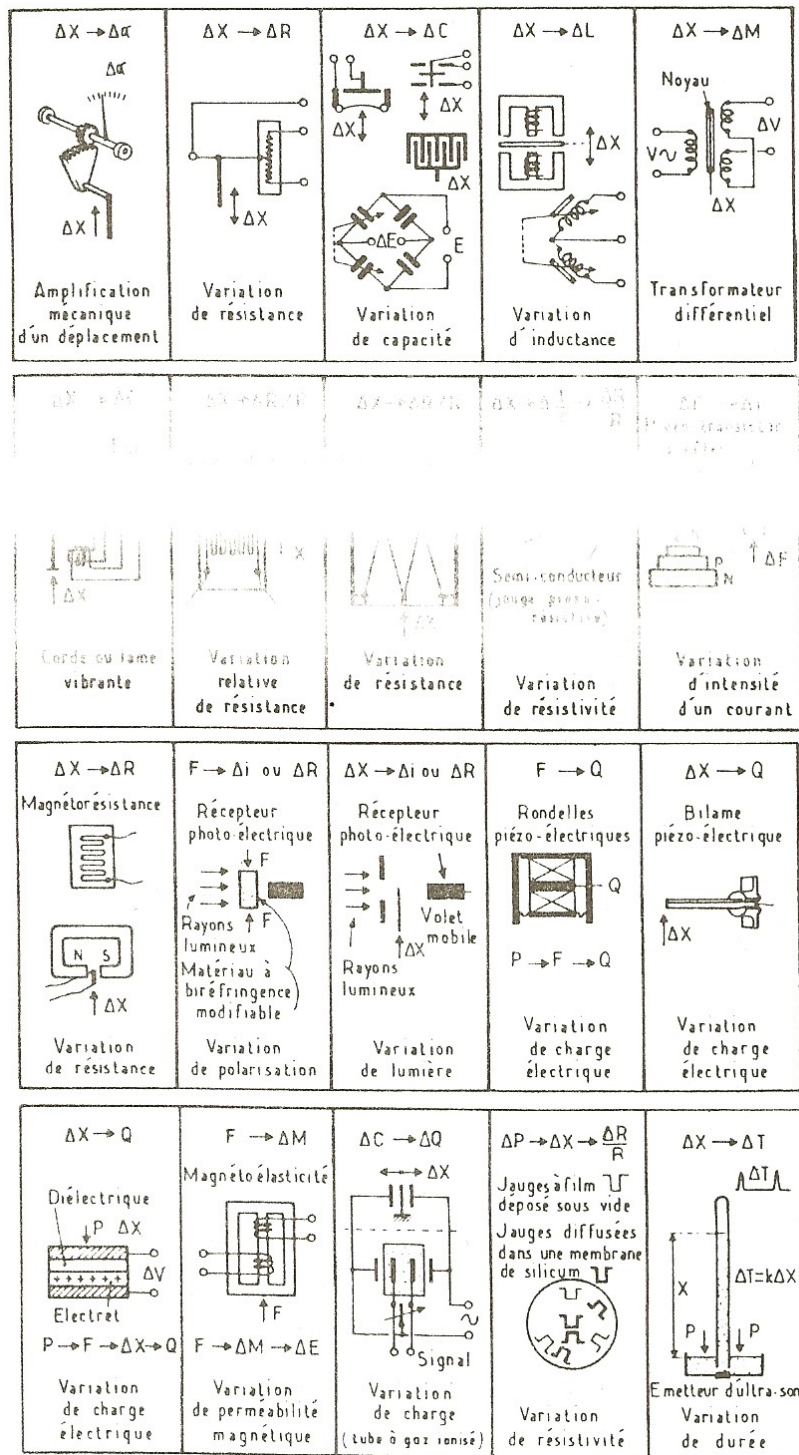 ΔX → Δα
Δα
ΔX
Amplification
mécanique
d'un déplacement
ΔX → ΔR
ΔX
Variation
de résistance
ΔX → ΔC
ΔX
ΔX
ΔX
ΔE
E
Variation
de capacité
ΔX → ΔL
ΔX
Variation
d'inductance
ΔX → ΔM
Noyau
V
ΔV
ΔX
Transformateur
différentiel
ΔX
Corde ou lame
vibrante
X
Variation
relative
de résistance
ΔX
Variation
de résistance
Semi-conducteur
(jauge
Variation
de résistivité
P
N
ΔF
Variation
d'intensité
d'un courant
ΔX → ΔR
Magnétorésistance
N S
ΔX
Variation
de résistance
F → Δi ou ΔR
Récepteur
photo-électrique
F
F
Rayons
lumineux
Matériau à
biréfringence
modifiable
Variation
de polarisation
ΔX → Δi ou ΔR
Récepteur
photo-électrique
Volet
mobile
ΔX
Rayons
lumineux
Variation
de lumière
F → Q
Rondelles
piézo-électriques
Q
P → F → Q
Variation
de charge
électrique
ΔX → Q
Bilame
piézo-électrique
ΔX
Variation
de charge
électrique
ΔX → Q
Diélectrique
P ΔX
ΔV
Electret
P → F → ΔX → Q
Variation
de charge
électrique
F → ΔM
Magnétoélasticité
F
F → ΔM → ΔE
Variation
de perméabilité
magnétique
ΔC → ΔQ
ΔX
Signal
Variation
de charge
(tube à gaz ionisé)
ΔP → ΔX → ΔR/R
Jauges à film
déposé sous vide
Jauges diffusées
dans une membrane
de silicum
Variation
de résistivité
ΔX → ΔT
ΔT
X
ΔT=kΔX
P P
Emetteur d'ultra-son
Variation
de durée